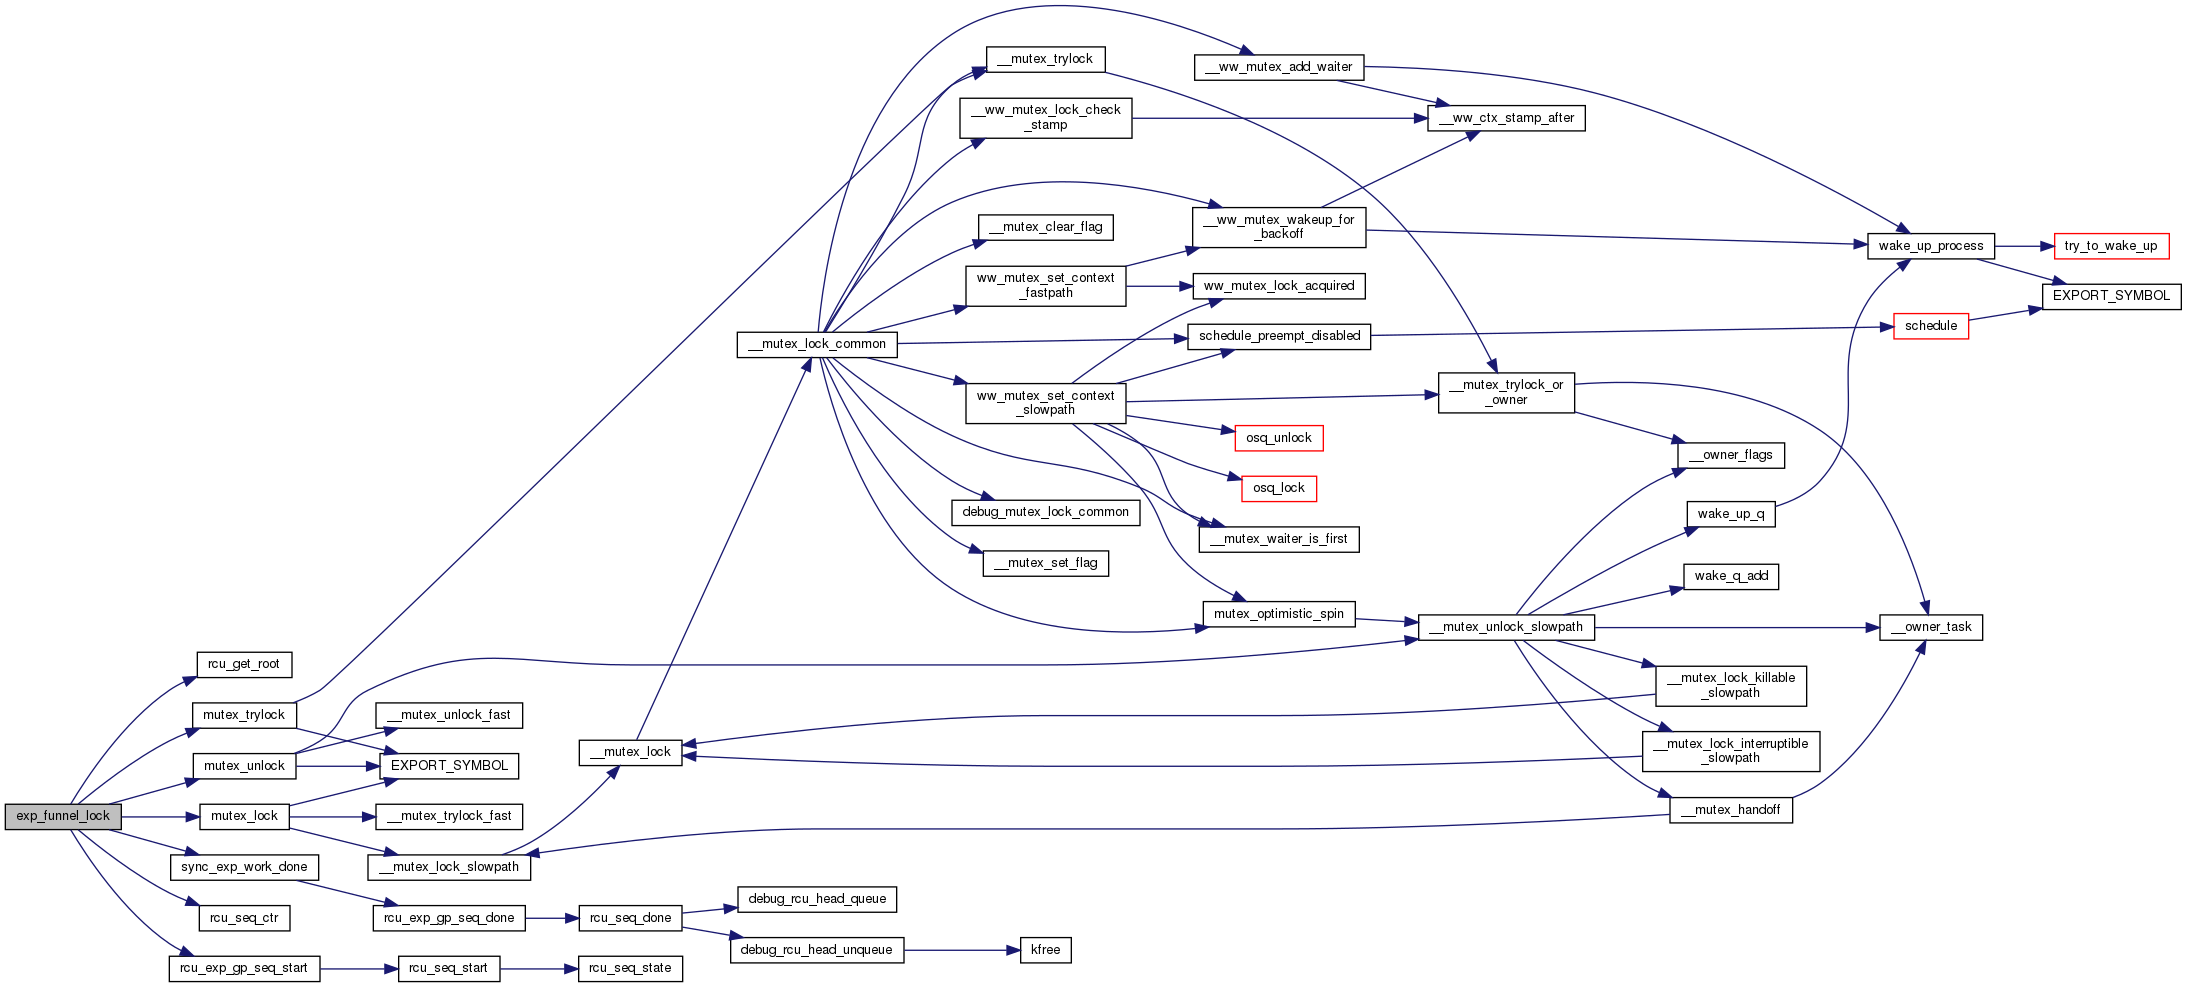 exp_funnel_lock
rcu_get_root
mutex_trylock
mutex_unlock
mutex_lock
sync_exp_work_done
rcu_seq_ctr
rcu_exp_gp_seq_start
__mutex_unlock_fast
EXPORT_SYMBOL
__mutex_trylock_fast
__mutex_lock_slowpath
rcu_exp_gp_seq_done
rcu_seq_start
__mutex_lock
rcu_seq_done
rcu_seq_state
__mutex_lock_common
debug_rcu_head_queue
debug_rcu_head_unqueue
kfree
__mutex_trylock
__ww_mutex_lock_check
_stamp
__mutex_clear_flag
ww_mutex_set_context
_fastpath
ww_mutex_set_context
_slowpath
debug_mutex_lock_common
__mutex_set_flag
__ww_mutex_add_waiter
__ww_mutex_wakeup_for
_backoff
ww_mutex_lock_acquired
schedule_preempt_disabled
osq_unlock
osq_lock
__mutex_waiter_is_first
mutex_optimistic_spin
__ww_ctx_stamp_after
__mutex_trylock_or
_owner
__mutex_unlock_slowpath
__owner_flags
wake_up_q
wake_q_add
__mutex_lock_killable
_slowpath
__mutex_lock_interruptible
_slowpath
__mutex_handoff
wake_up_process
schedule
__owner_task
try_to_wake_up
EXPORT_SYMBOL